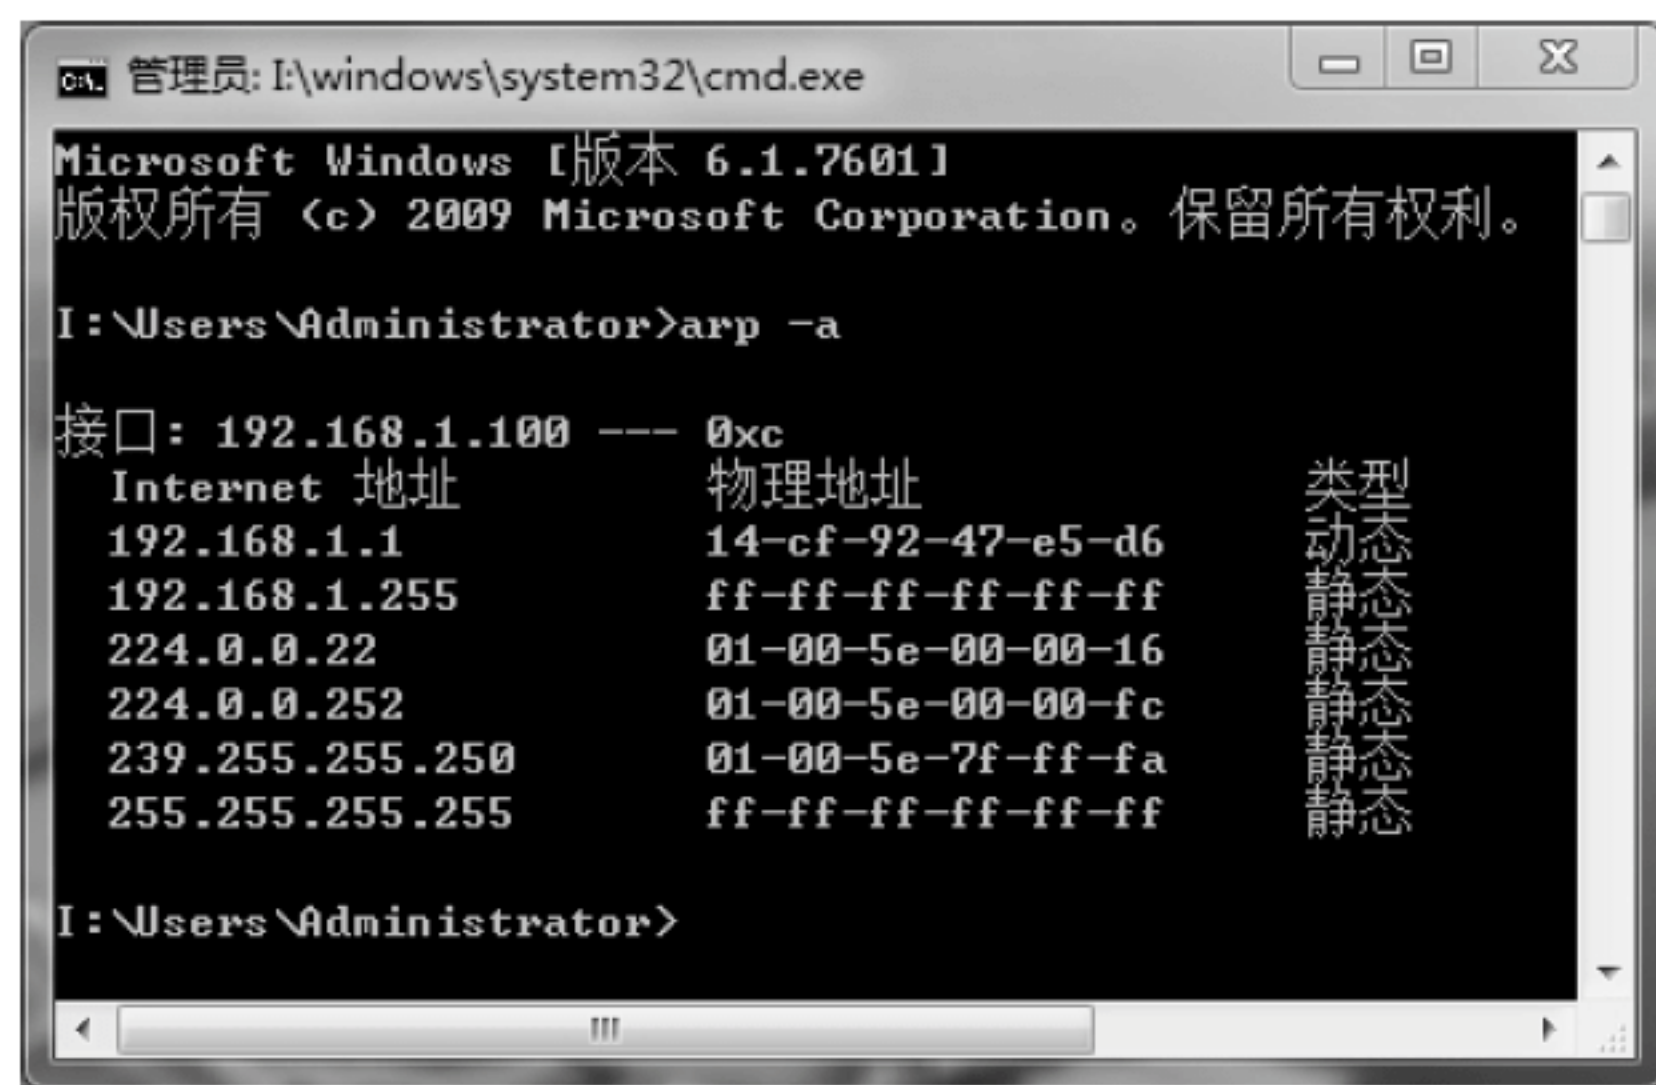 管理员: I:\windows\system32\cmd.exe
Microsoft Windows [版本 6.1.7601]
版权所有 (c) 2009 Microsoft Corporation。保留所有权利。
I:\Users\Administrator>arp -a
接口: 192.168.1.100 --- 0xc
Internet 地址 物理地址 类型
192.168.1.1 14-cf-92-47-e5-d6 动态
192.168.1.255 ff-ff-ff-ff-ff-ff 静态
224.0.0.22 01-00-5e-00-00-16 静态
224.0.0.252 01-00-5e-00-00-fc 静态
239.255.255.250 01-00-5e-7f-ff-fa 静态
255.255.255.255 ff-ff-ff-ff-ff-ff 静态
I:\Users\Administrator>